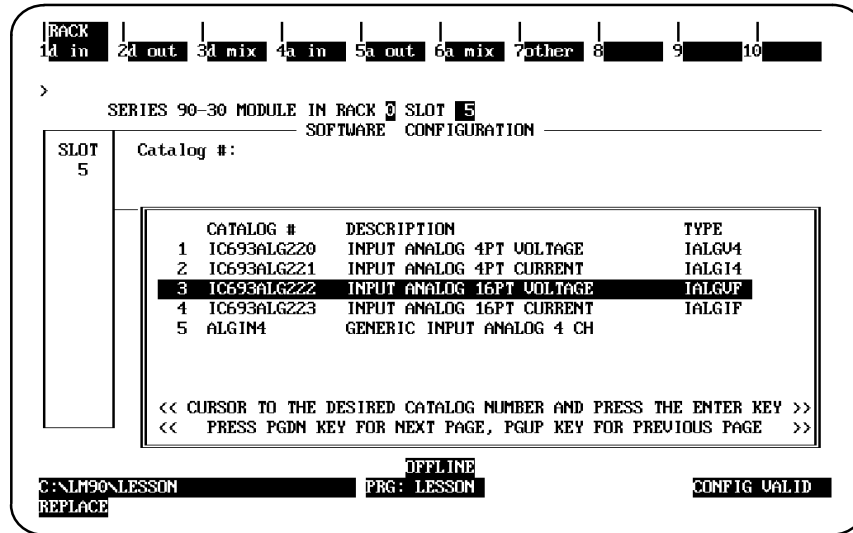 RACK
1d in 2d out 3d mix 4a in 5a out 6a mix 7other 8 9 10
>
SERIES 90-30 MODULE IN RACK 0 SLOT 5
SOFTWARE CONFIGURATION
SLOT Catalog #:
5
CATALOG # DESCRIPTION TYPE
1 IC693ALG220 INPUT ANALOG 4PT VOLTAGE IALGV4
2 IC693ALG221 INPUT ANALOG 4PT CURRENT IALGI4
3 IC693ALG222 INPUT ANALOG 16PT VOLTAGE IALGVF
4 IC693ALG223 INPUT ANALOG 16PT CURRENT IALGIF
5 ALGIN4 GENERIC INPUT ANALOG 4 CH
<< CURSOR TO THE DESIRED CATALOG NUMBER AND PRESS THE ENTER KEY >>
<< PRESS PGDN KEY FOR NEXT PAGE, PGUP KEY FOR PREVIOUS PAGE >>
OFFLINE
C:\LM90\LESSON PRG: LESSON CONFIG VALID
REPLACE